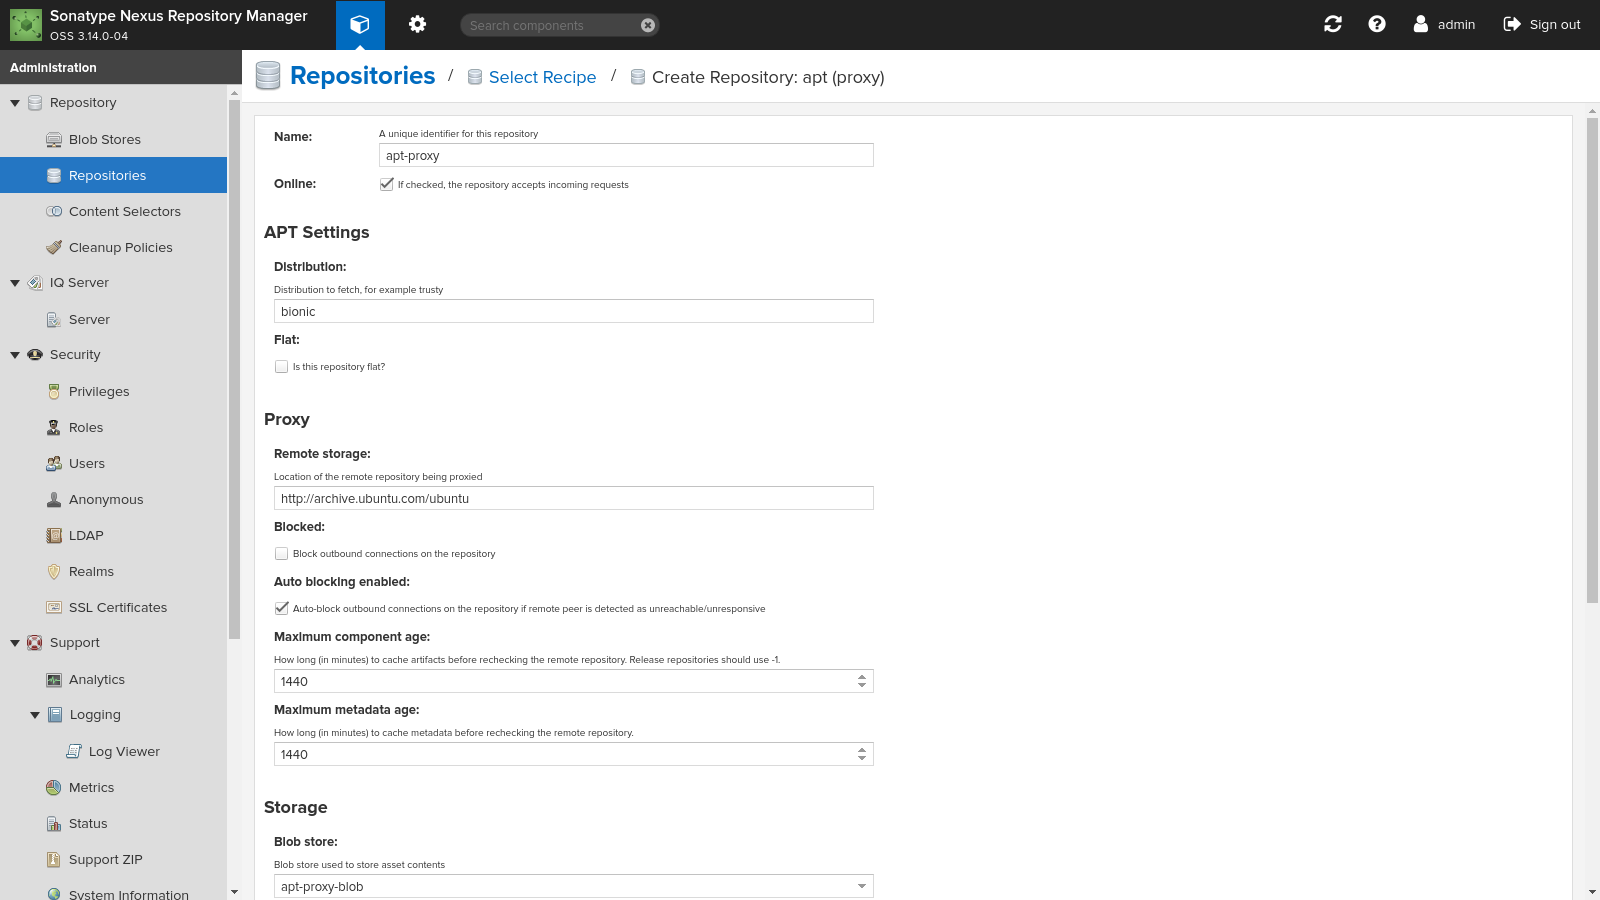 Sonatype Nexus Repository Manager
OSS 3.14.0-04
Search components
admin
Sign out
Administration
Repository
Blob Stores
Repositories
Content Selectors
Cleanup Policies
IQ Server
Server
Security
Privileges
Roles
Users
Anonymous
LDAP
Realms
SSL Certificates
Support
Analytics
Logging
Log Viewer
Metrics
Status
Support ZIP
System Information
Repositories / Select Recipe / Create Repository: apt (proxy)
Name:
A unique identifier for this repository
apt-proxy
Online:
If checked, the repository accepts incoming requests
APT Settings
Distribution:
Distribution to fetch, for example trusty
bionic
Flat:
Is this repository flat?
Proxy
Remote storage:
Location of the remote repository being proxied
http://archive.ubuntu.com/ubuntu
Blocked:
Block outbound connections on the repository
Auto blocking enabled:
Auto-block outbound connections on the repository if remote peer is detected as unreachable/unresponsive
Maximum component age:
How long (in minutes) to cache artifacts before rechecking the remote repository. Release repositories should use -1.
1440
Maximum metadata age:
How long (in minutes) to cache metadata before rechecking the remote repository.
1440
Storage
Blob store:
Blob store used to store asset contents
apt-proxy-blob